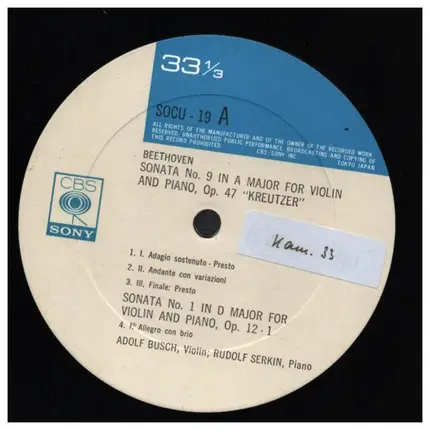 33 1/3
SOCU - 19 A
ALL RIGHTS OF THE MANUFACTURER AND OF THE OWNER OF THE RECORDED WORK
RESERVED. UNAUTHORIZED PUBLIC PERFORMANCE, BROADCASTING AND COPYING OF
THIS RECORD PROHIBITED. CBS/SONY INC. TOKYO JAPAN
BEETHOVEN
SONATA No. 9 IN A MAJOR FOR VIOLIN
AND PIANO, Op. 47 "KREUTZER"
CBS
SONY
1. I. Adagio sostenuto - Presto
2. II. Andante con variazioni
3. III. Finale: Presto
SONATA No. 1 IN D MAJOR FOR
VIOLIN AND PIANO, Op. 12 - 1
4. I. Allegro con brio
ADOLF BUSCH, Violin; RUDOLF SERKIN, Piano
Kam. 33